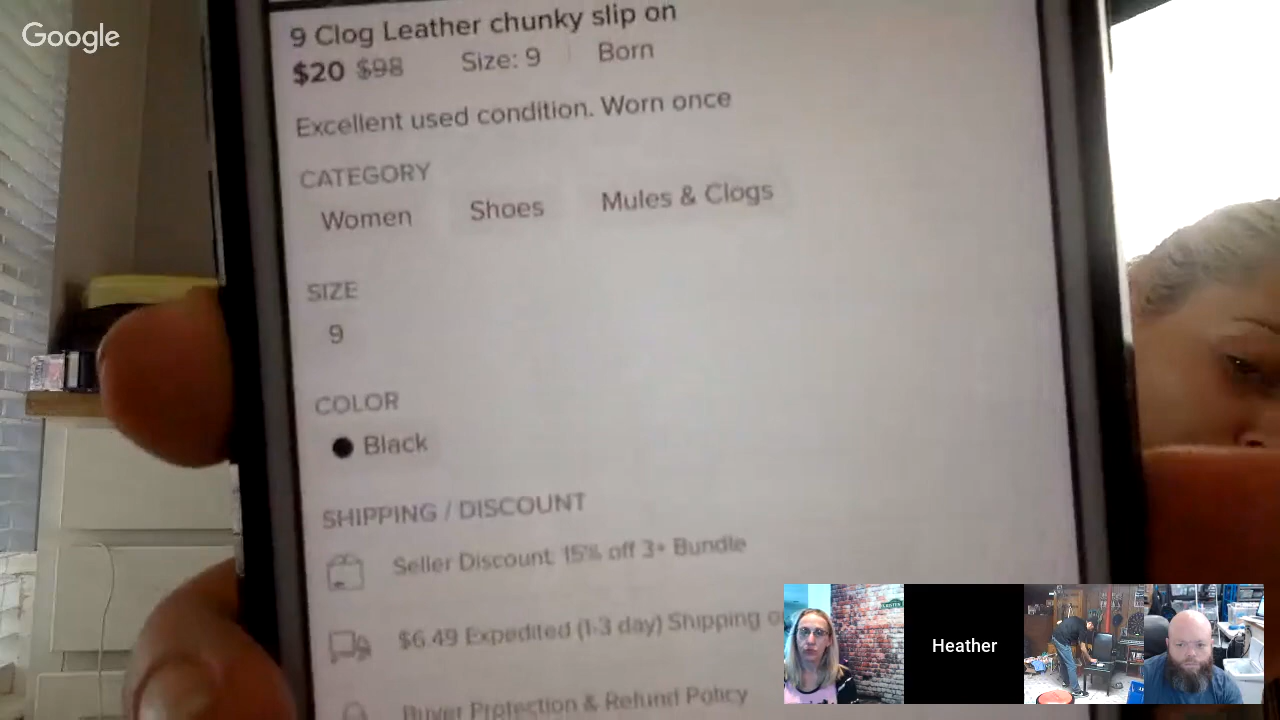 Google
9 Clog Leather chunky slip on
$20 $98 Size: 9 Born
Excellent used condition. Worn once
CATEGORY
Women Shoes Mules & Clogs
SIZE
9
COLOR
Black
SHIPPING / DISCOUNT
Seller Discount: 15% off 3+ Bundle
$6.49 Expedited (1-3 day) Shipping o
Buyer Protection & Refund Policy
Heather